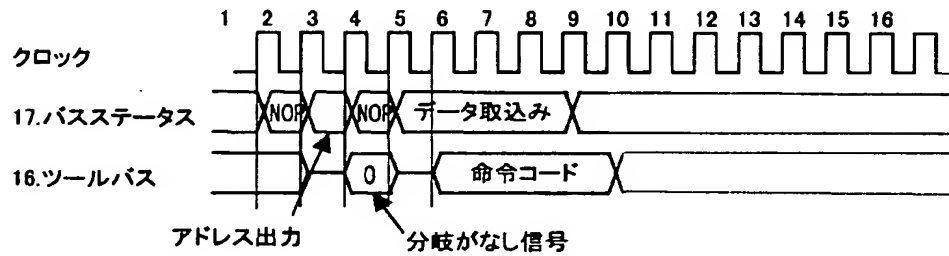 1 2 3 4 5 6 7 8 9 10 11 12 13 14 15 16
クロック
17.バスステータス NOP NOP データ取込み
16.ツールバス 0 命令コード
アドレス出力 分岐がなし信号